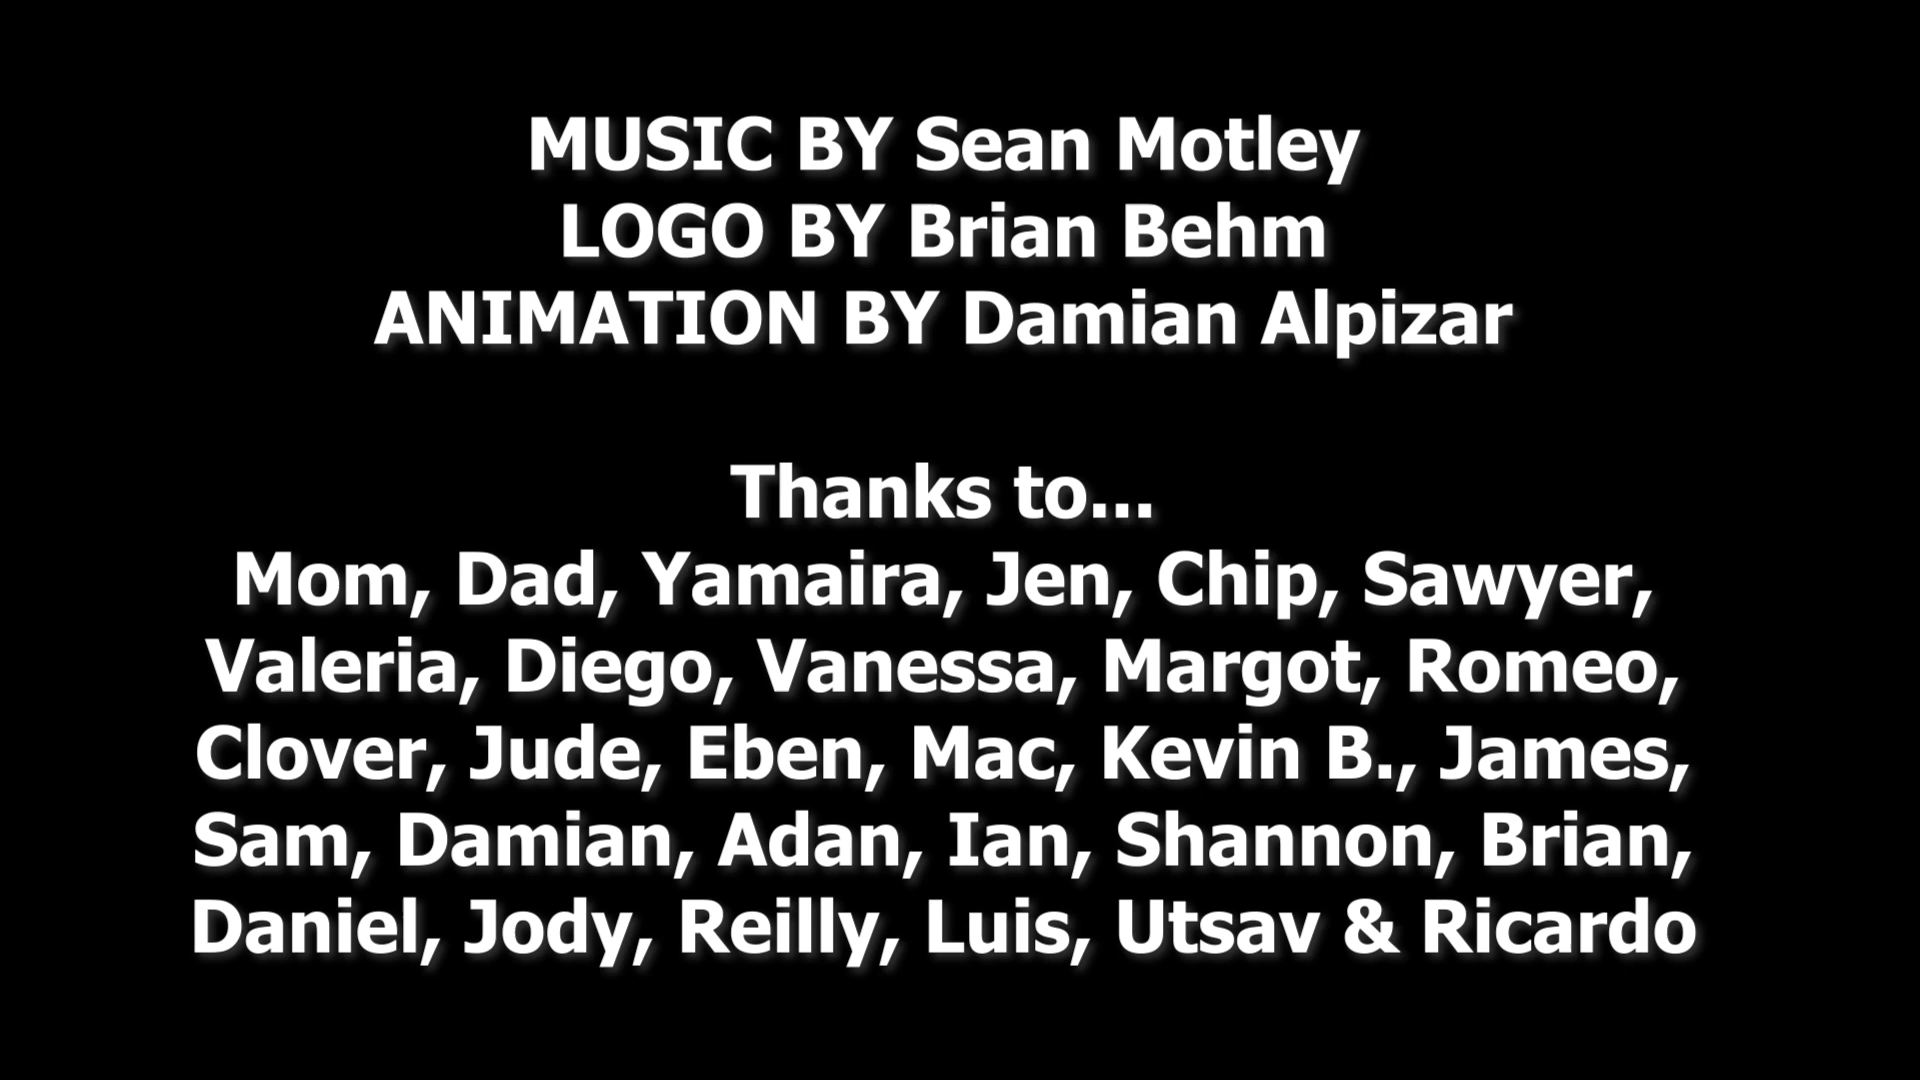 MUSIC BY Sean Motley
LOGO BY Brian Behm
ANIMATION BY Damian Alpizar
Thanks to...
Mom, Dad, Yamaira, Jen, Chip, Sawyer,
Valeria, Diego, Vanessa, Margot, Romeo,
Clover, Jude, Eben, Mac, Kevin B., James,
Sam, Damian, Adan, Ian, Shannon, Brian,
Daniel, Jody, Reilly, Luis, Utsav & Ricardo